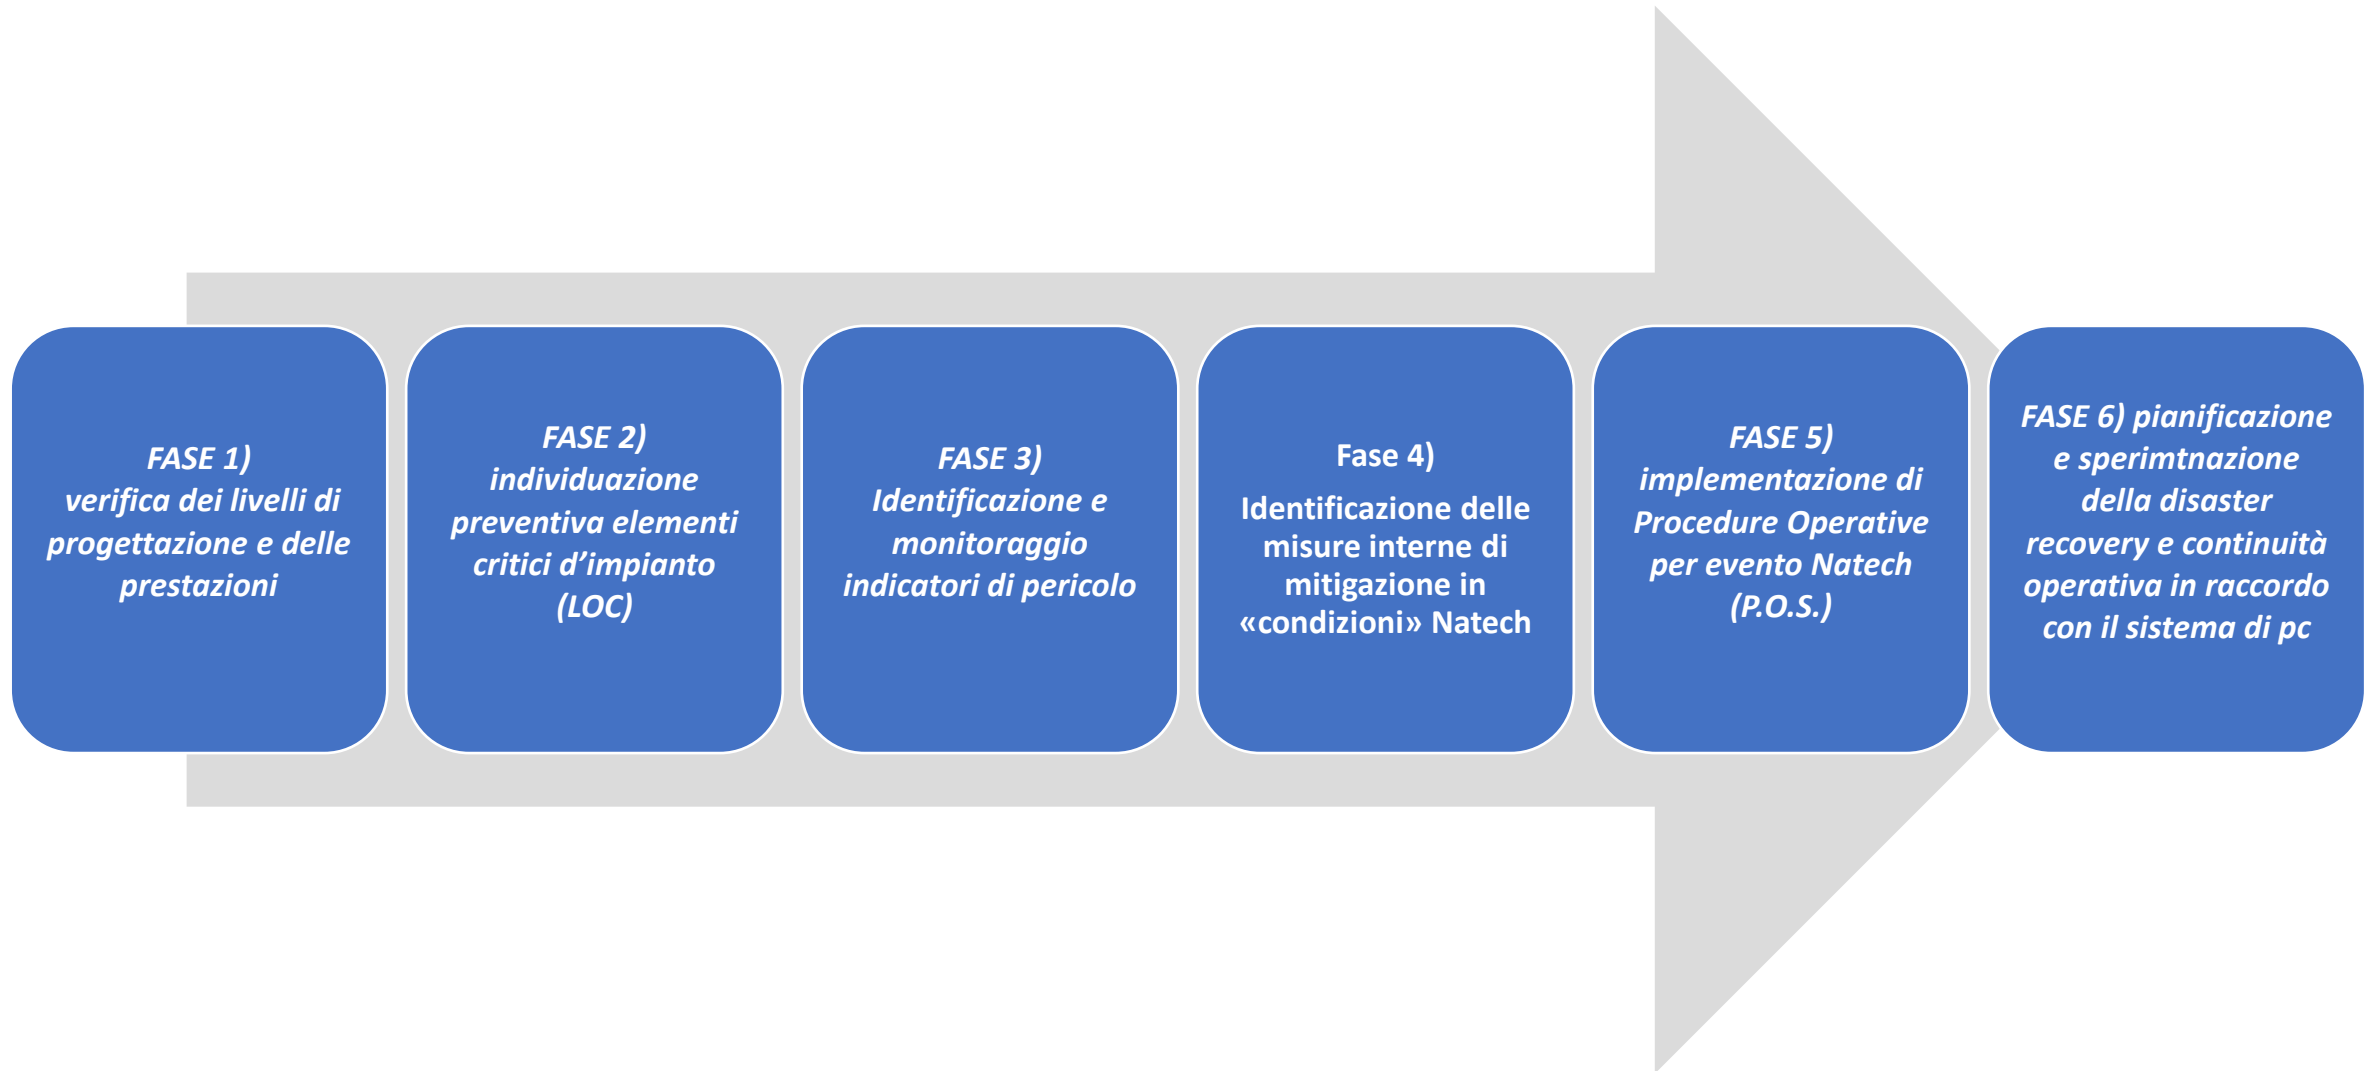 FASE 1)
verifica dei livelli di
progettazione e delle
prestazioni
FASE 2)
individuazione
preventiva elementi
critici d’impianto
(LOC)
FASE 3)
Identificazione e
monitoraggio
indicatori di pericolo
Fase 4)
Identificazione delle
misure interne di
mitigazione in
«condizioni» Natech
FASE 5)
implementazione di
Procedure Operative
per evento Natech
(P.O.S.)
FASE 6) pianificazione
e sperimtnazione
della disaster
recovery e continuità
operativa in raccordo
con il sistema di pc